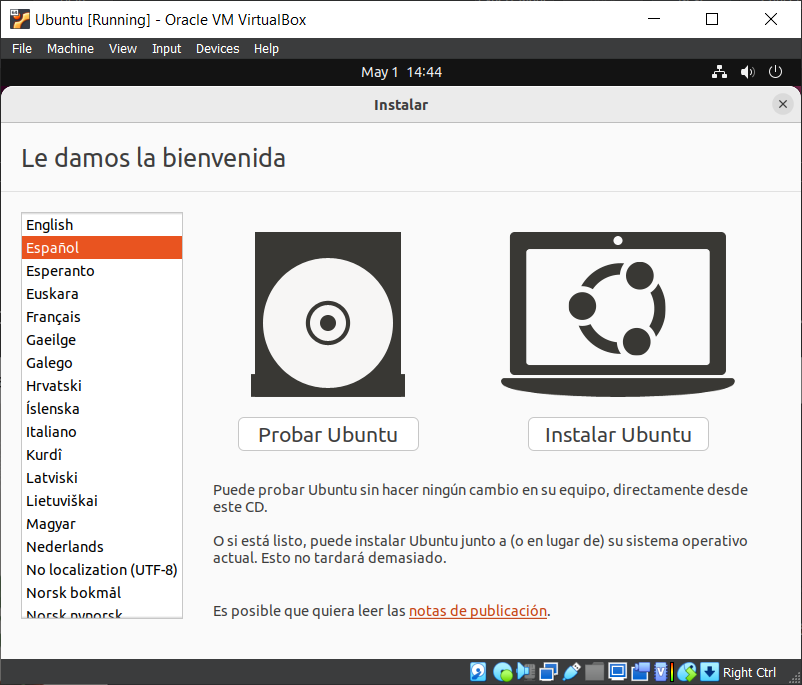 Ubuntu [Running] - Oracle VM VirtualBox
File Machine View Input Devices Help
May 1 14:44
Instalar
Le damos la bienvenida
English
Español
Esperanto
Euskara
Français
Gaeilge
Galego
Hrvatski
Íslenska
Italiano
Kurdî
Latviski
Lietuviškai
Magyar
Nederlands
No localization (UTF-8)
Norsk bokmål
Norsk nynorsk
Probar Ubuntu
Instalar Ubuntu
Puede probar Ubuntu sin hacer ningún cambio en su equipo, directamente desde
este CD.
O si está listo, puede instalar Ubuntu junto a (o en lugar de) su sistema operativo
actual. Esto no tardará demasiado.
Es posible que quiera leer las notas de publicación.
Right Ctrl